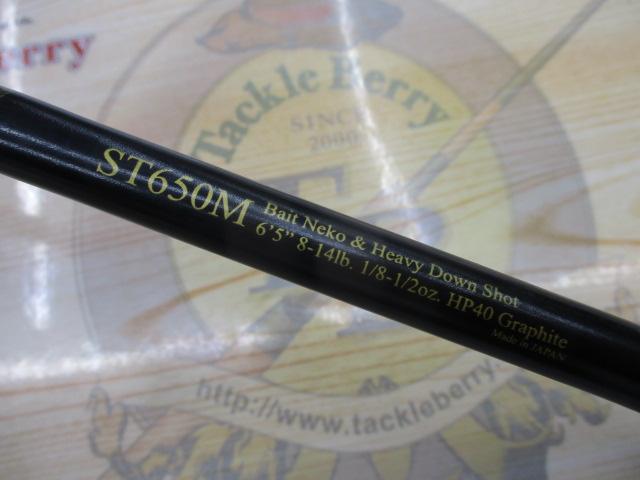 erry
Tackle Berry
SINCE
2000
ST650M
Bait Neko & Heavy Down Shot
6'5" 8-14lb. 1/8-1/2oz. HP40 Graphite
Made in JAPAN
http://www.tackleberry.